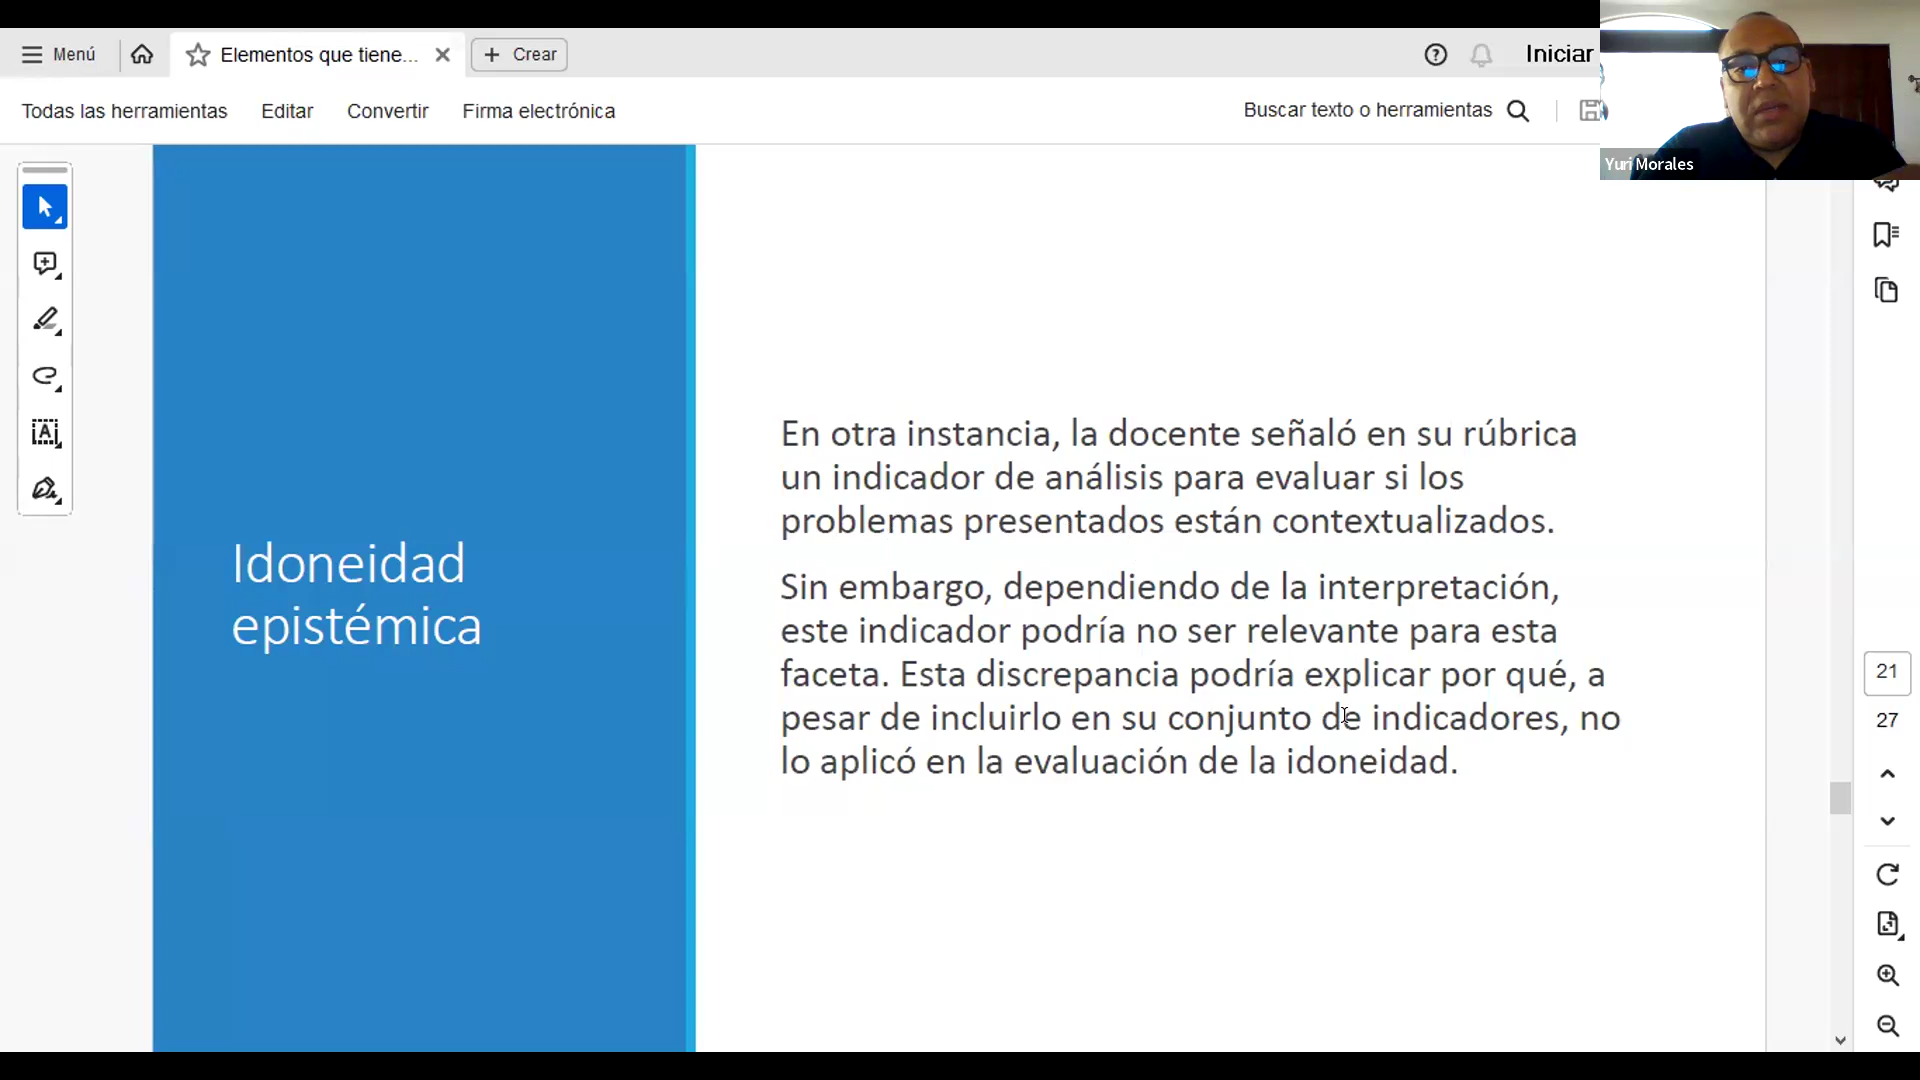 Menú
Elementos que tiene...
Crear
Iniciar
Todas las herramientas
Editar
Convertir
Firma electrónica
Buscar texto o herramientas
Yuri Morales
Idoneidad
epistémica
En otra instancia, la docente señaló en su rúbrica
un indicador de análisis para evaluar si los
problemas presentados están contextualizados.
Sin embargo, dependiendo de la interpretación,
este indicador podría no ser relevante para esta
faceta. Esta discrepancia podría explicar por qué, a
pesar de incluirlo en su conjunto de indicadores, no
lo aplicó en la evaluación de la idoneidad.
21
27